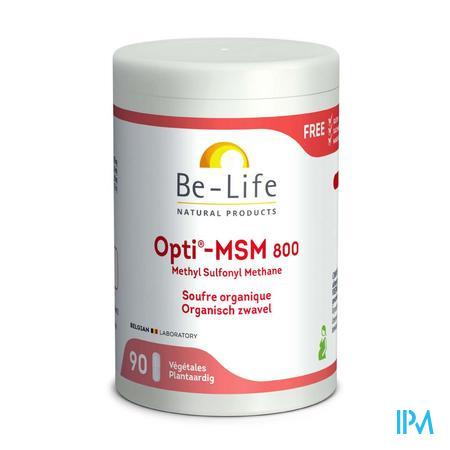 FREE
Be-Life
NATURAL PRODUCTS
Opti®-MSM 800
Methyl Sulfonyl Methane
Soufre organique
Organisch zwavel
BELGIAN LABORATORY
90 Végétales
Plantaardig
IPM